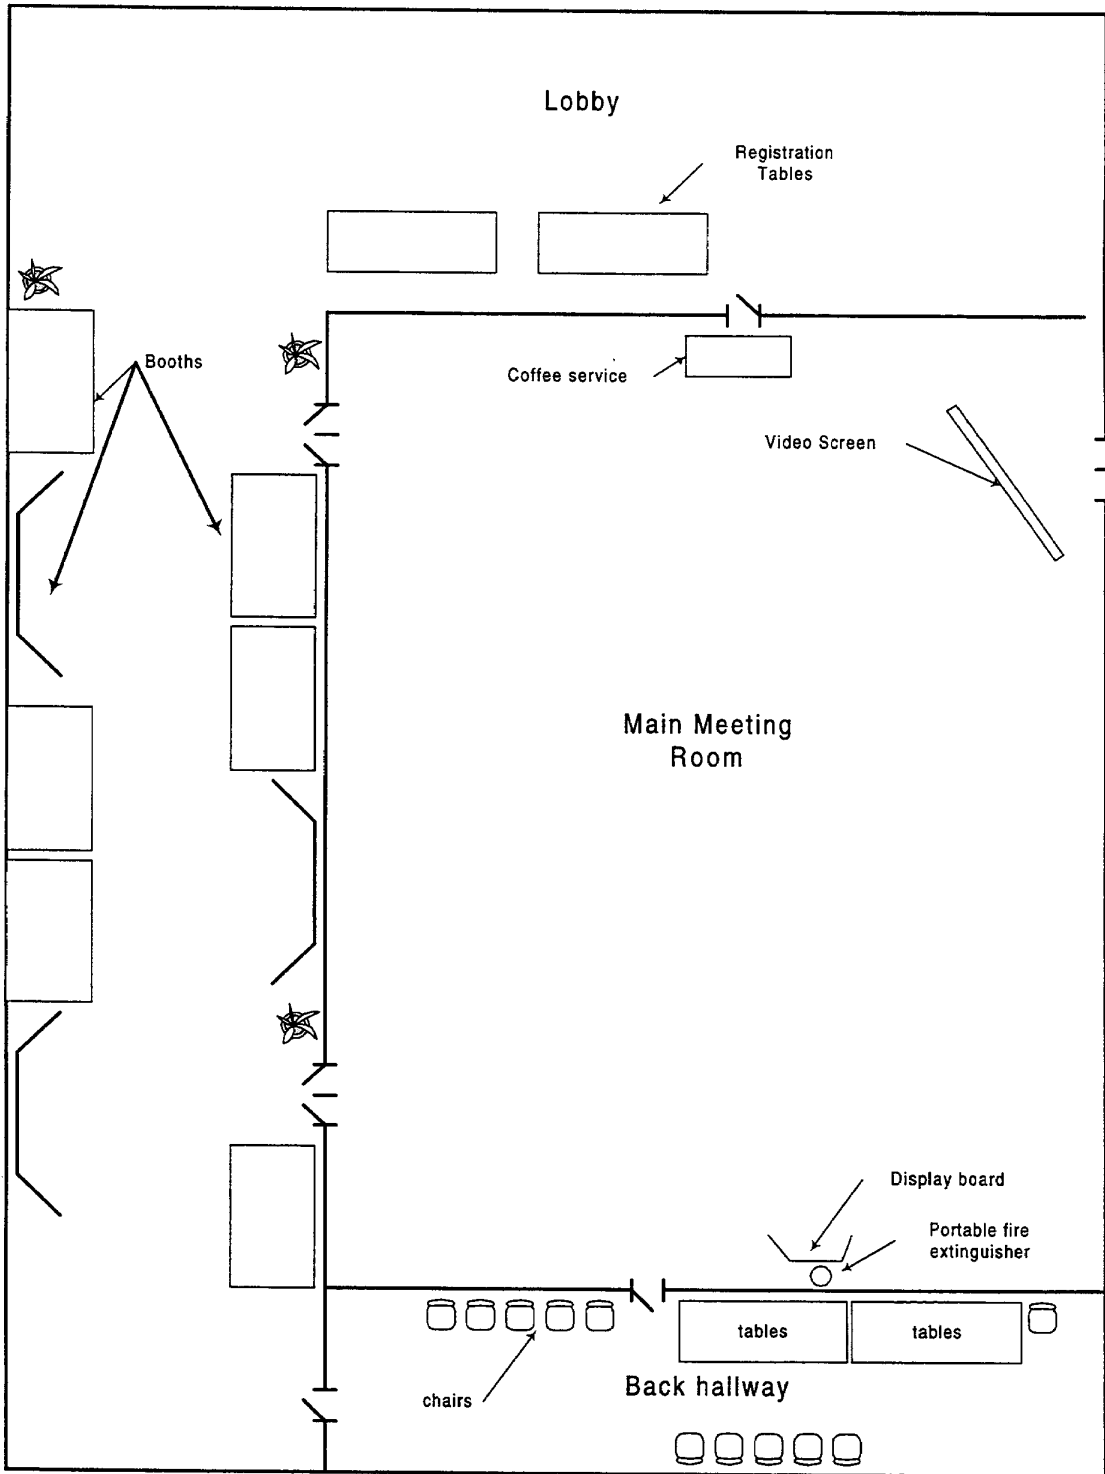 Lobby
Registration
Tables
Booths
Coffee service
Video Screen
Main Meeting
Room
Display board
Portable fire
extinguisher
tables
tables
chairs
Back hallway